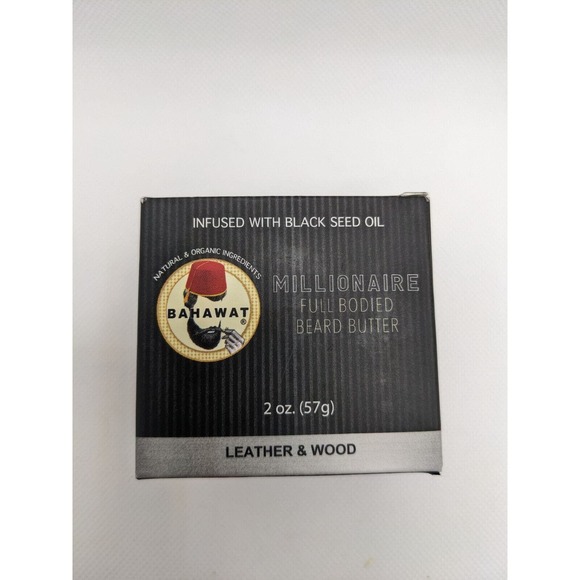 INFUSED WITH BLACK SEED OIL
NATURAL & ORGANIC INGREDIENTS
BAHAWAT®
MILLIONAIRE
FULL BODIED
BEARD BUTTER
2 oz. (57g)
LEATHER & WOOD